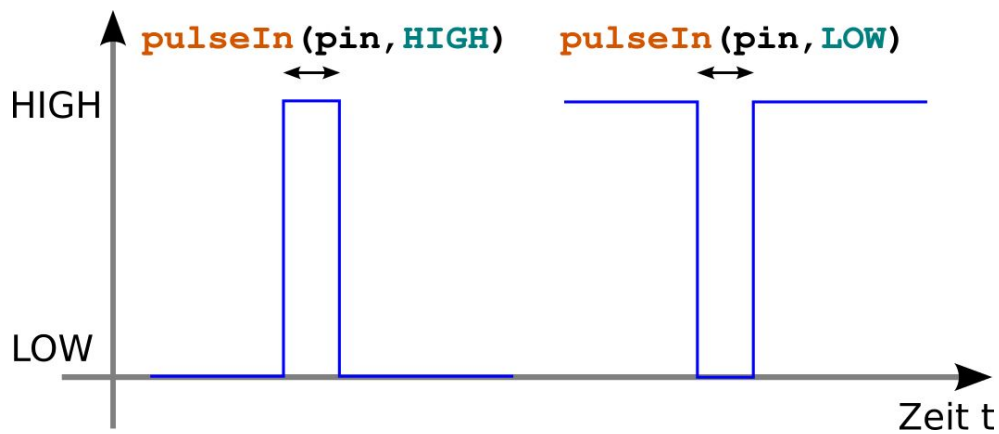 pulseIn(pin,HIGH)
pulseIn(pin,LOW)
HIGH
LOW
Zeit t